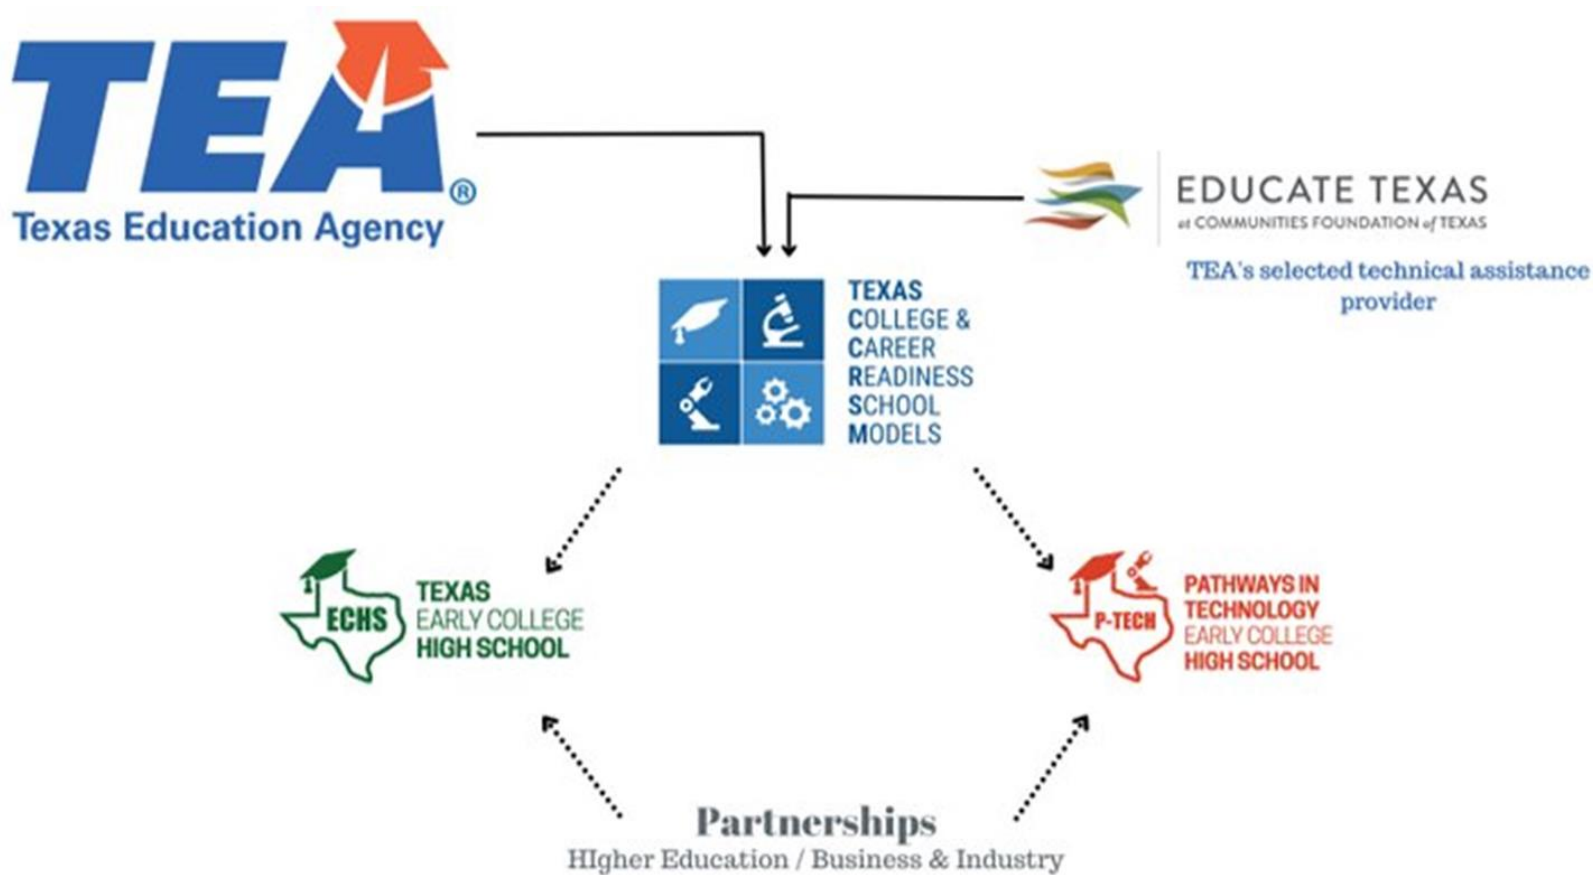 TEA®
Texas Education Agency
EDUCATE TEXAS
at COMMUNITIES FOUNDATION of TEXAS
TEA's selected technical assistance
provider
TEXAS
COLLEGE &
CAREER
READINESS
SCHOOL
MODELS
ECHS
TEXAS
EARLY COLLEGE
HIGH SCHOOL
P-TECH
PATHWAYS IN
TECHNOLOGY
EARLY COLLEGE
HIGH SCHOOL
Partnerships
HIgher Education / Business & Industry